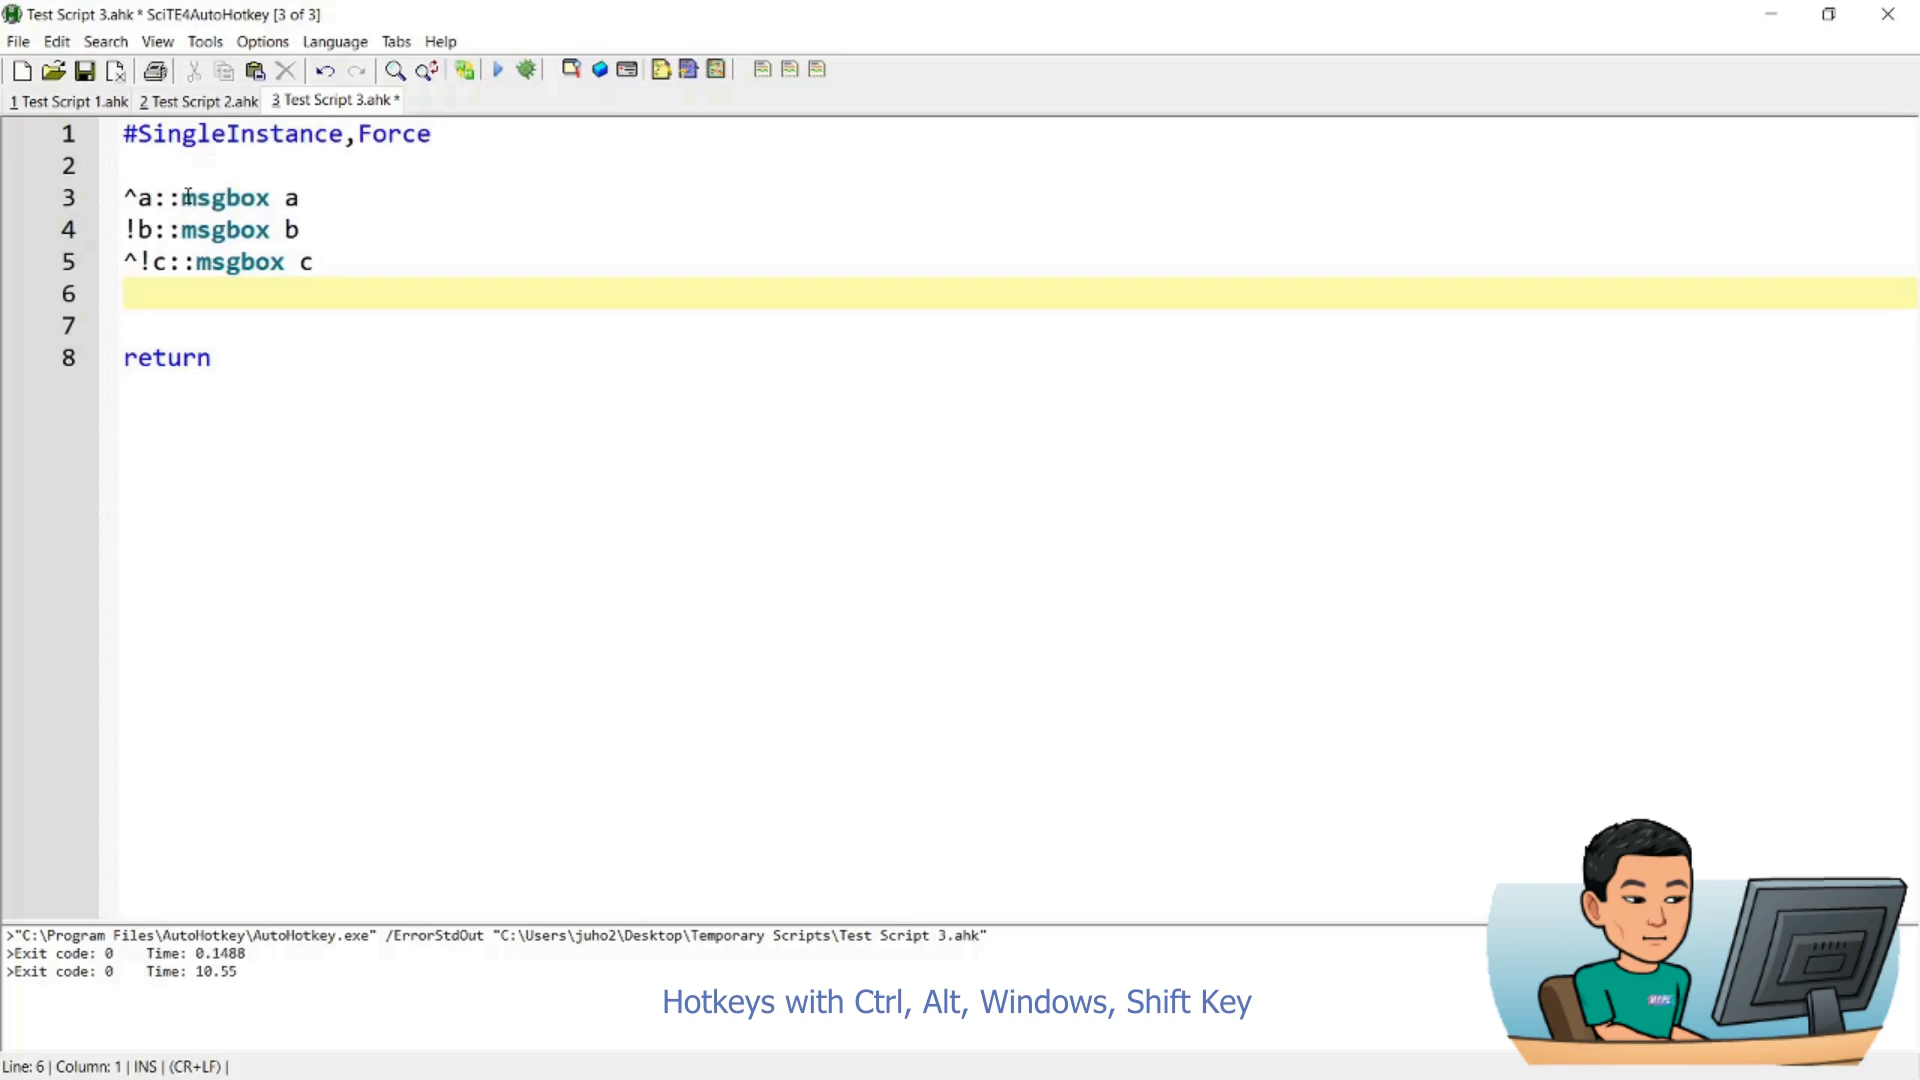 Test Script 3.ahk * SciTE4AutoHotkey [3 of 3]
File Edit Search View Tools Options Language Tabs Help
1 Test Script 1.ahk 2 Test Script 2.ahk 3 Test Script 3.ahk *
1 #SingleInstance,Force
2
3 ^a::msgbox a
4 !b::msgbox b
5 ^!c::msgbox c
6
7
8 return
>"C:\Program Files\AutoHotkey\AutoHotkey.exe" /ErrorStdOut "C:\Users\juho2\Desktop\Temporary Scripts\Test Script 3.ahk"
>Exit code: 0 Time: 0.1488
>Exit code: 0 Time: 10.55
Hotkeys with Ctrl, Alt, Windows, Shift Key
Line: 6 | Column: 1 | INS | (CR+LF) |